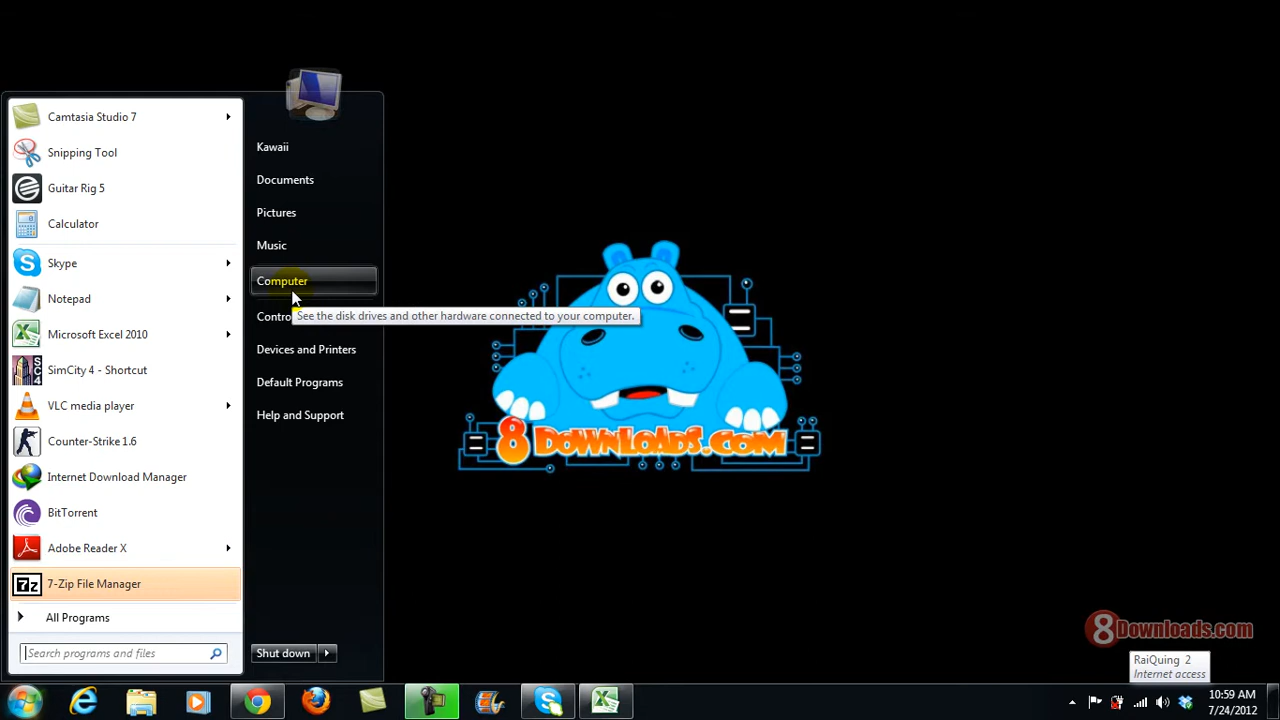 Camtasia Studio 7
Snipping Tool
Guitar Rig 5
Calculator
Skype
Notepad
Microsoft Excel 2010
SimCity 4 - Shortcut
VLC media player
Counter-Strike 1.6
Internet Download Manager
BitTorrent
Adobe Reader X
7-Zip File Manager
All Programs
Search programs and files
Kawaii
Documents
Pictures
Music
Computer
Contro
See the disk drives and other hardware connected to your computer.
Devices and Printers
Default Programs
Help and Support
Shut down
8 DOWNLOADS.COM
8Downloads.com
RaiQuing 2
Internet access
10:59 AM
7/24/2012